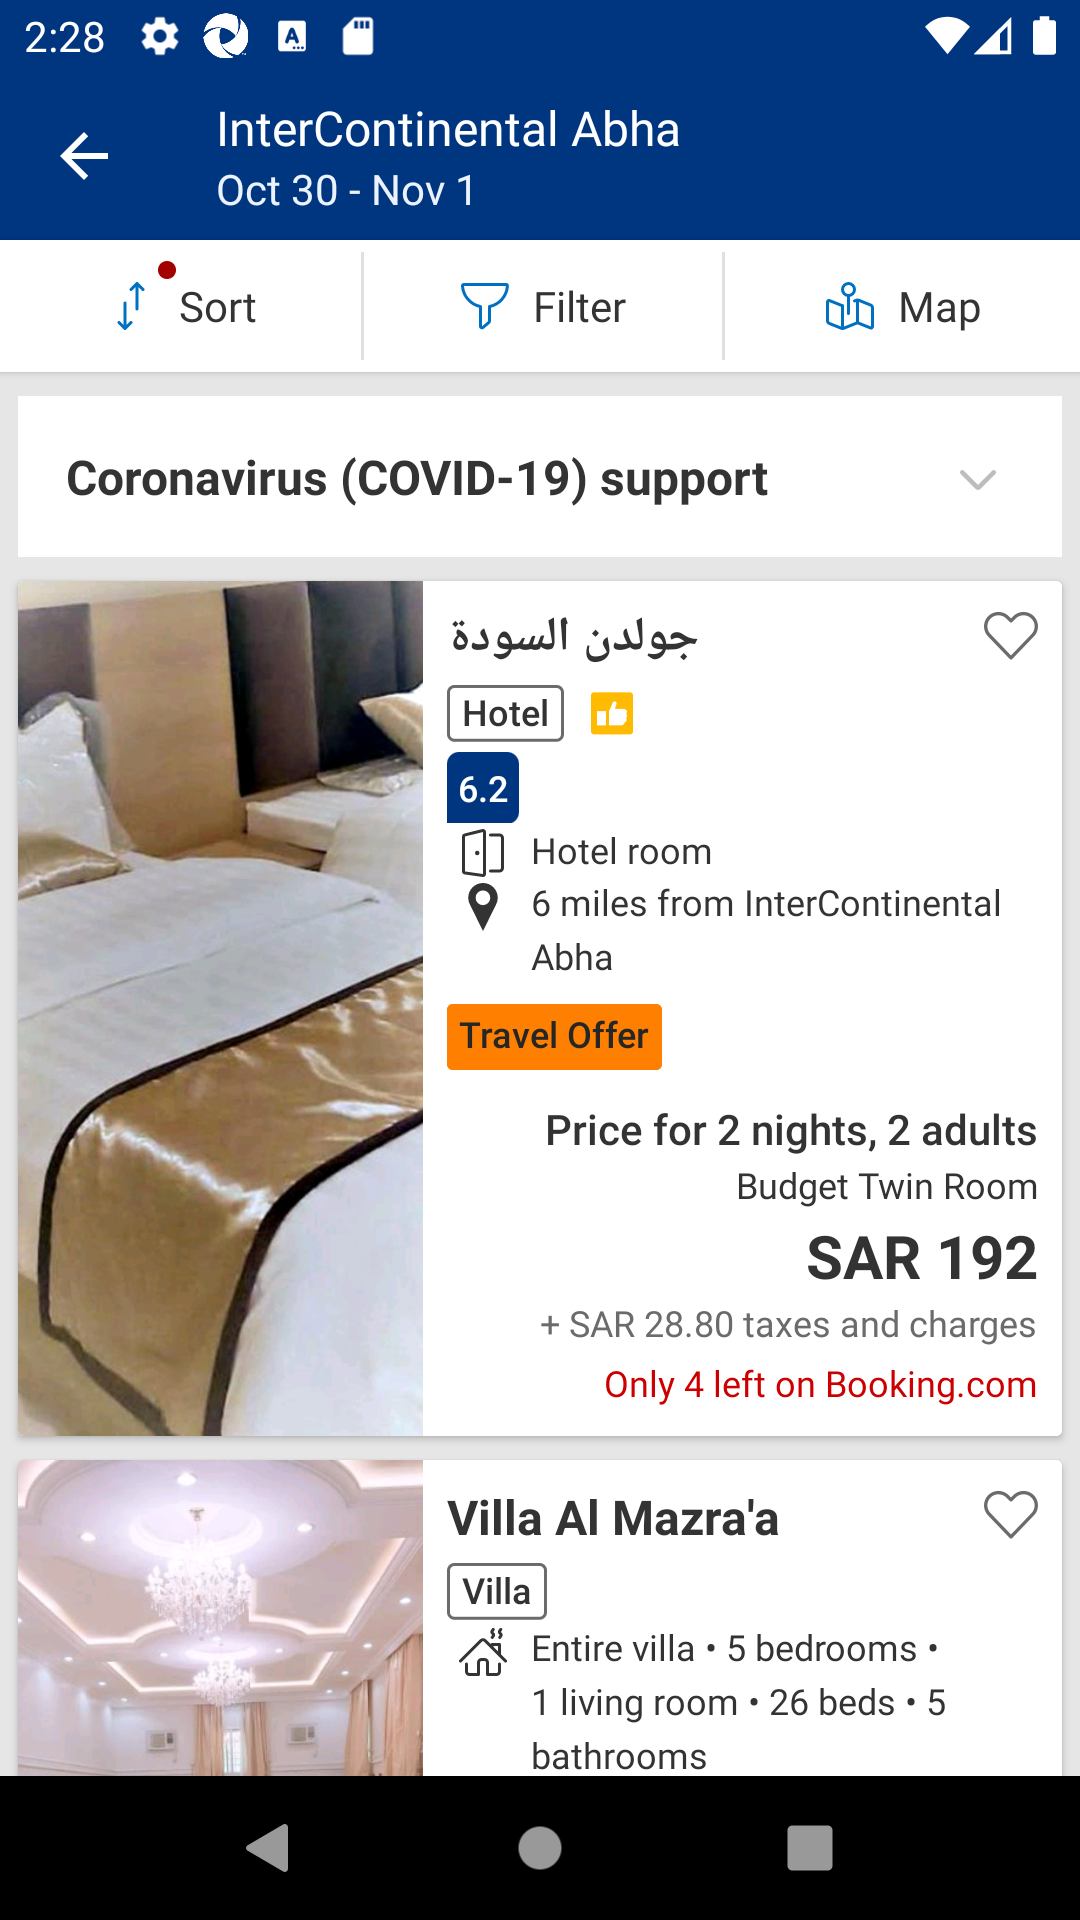 2:28
InterContinental Abha
Oct 30 - Nov 1
Sort
Filter
Map
Coronavirus (COVID-19) support
جولدن السودة
Hotel
6.2
Hotel room
6 miles from InterContinental
Abha
Travel Offer
Price for 2 nights, 2 adults
Budget Twin Room
SAR 192
+ SAR 28.80 taxes and charges
Only 4 left on Booking.com
Villa Al Mazra'a
Villa
Entire villa • 5 bedrooms •
1 living room • 26 beds • 5
bathrooms